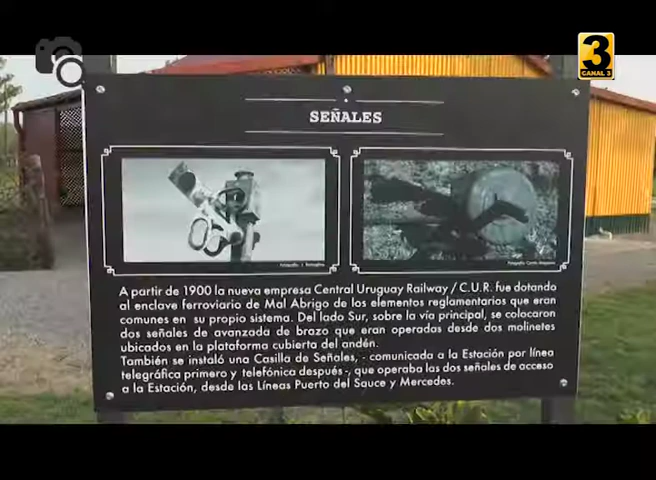 3
CANAL 3
SEÑALES
A partir de 1900 la nueva empresa Central Uruguay Railway / C.U.R. fue dotando
al enclave ferroviario de Mal Abrigo de los elementos reglamentarios que eran
comunes en su propio sistema. Del lado Sur, sobre la vía principal, se colocaron
dos señales de avanzada de brazo que eran operadas desde dos molinetes
ubicados en la plataforma cubierta del andén.
También se instaló una Casilla de Señales, -comunicada a la Estación por línea
telegráfica primero y telefónica después-, que operaba las señales de acceso
a la Estación, desde las Líneas Puerto del Sauce y Mercedes.